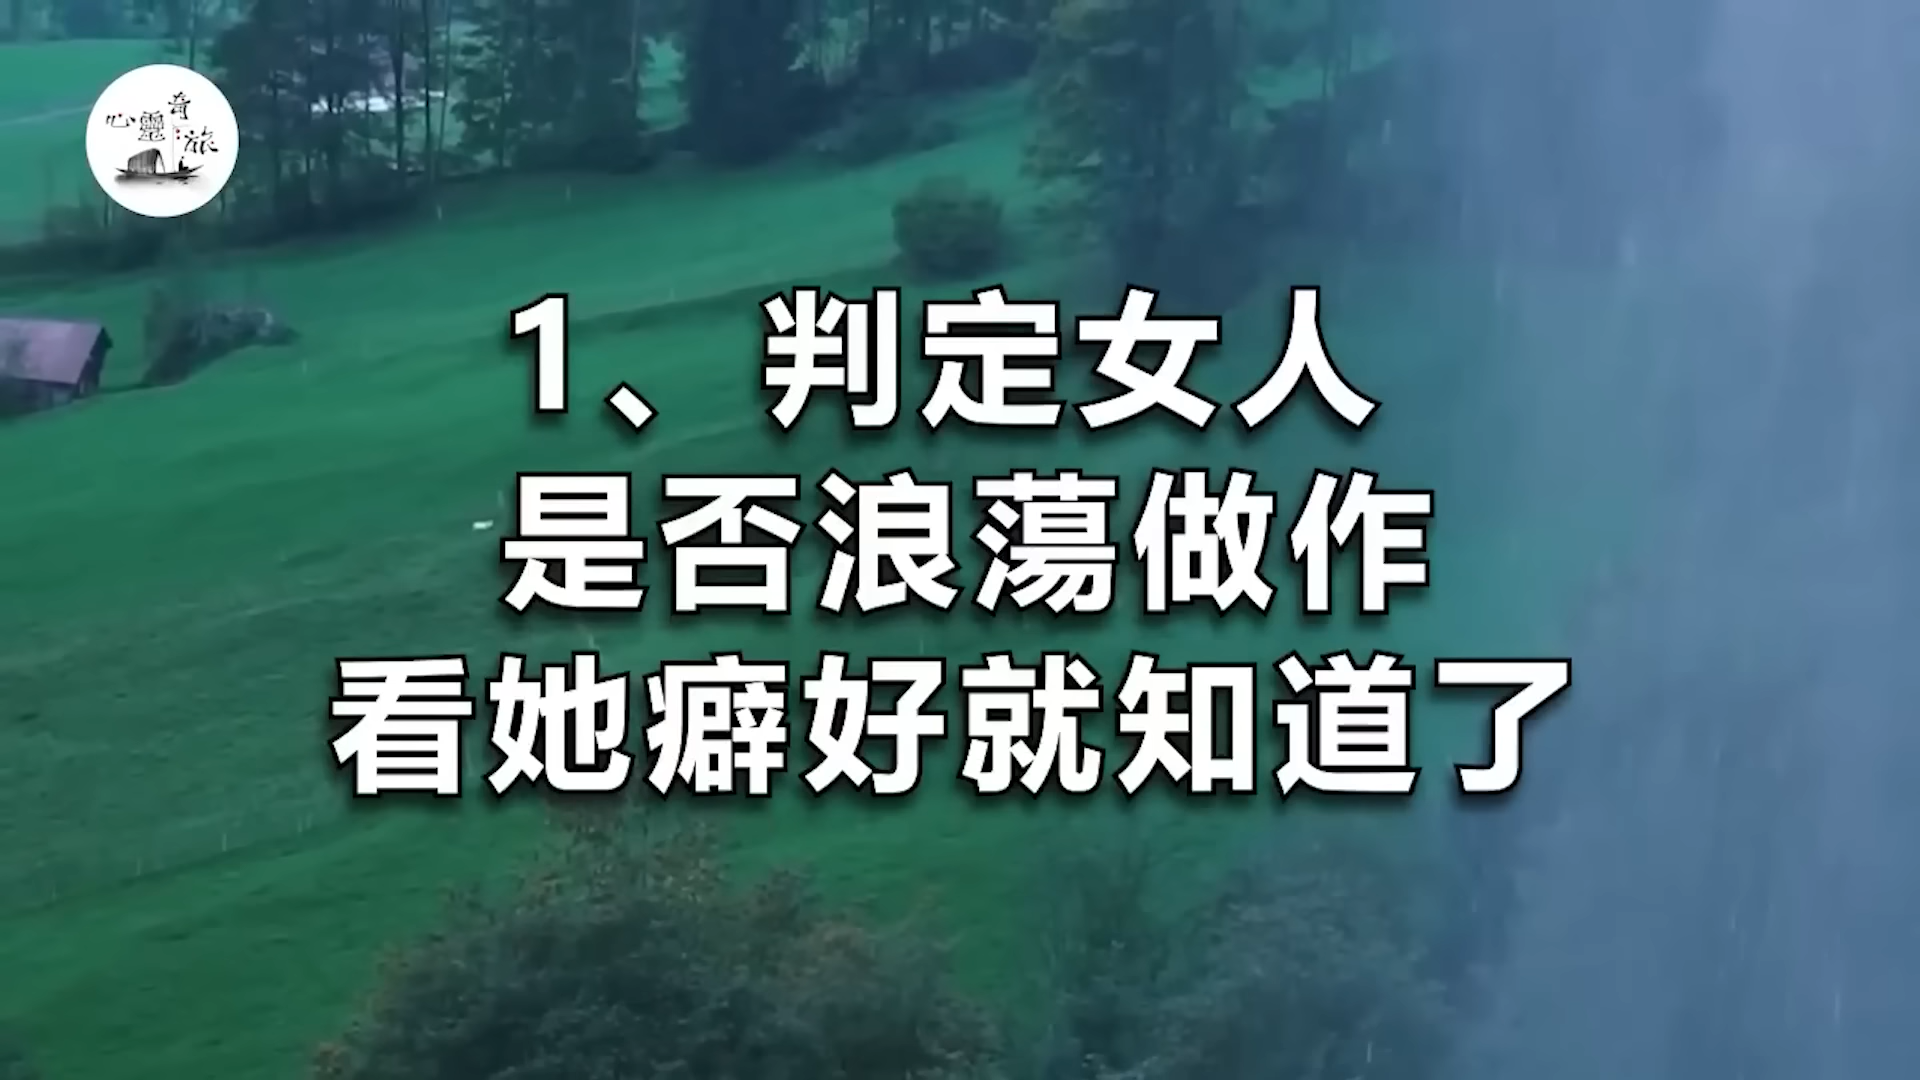 心靈奇旅
1、判定女人
是否浪蕩做作
看她癖好就知道了